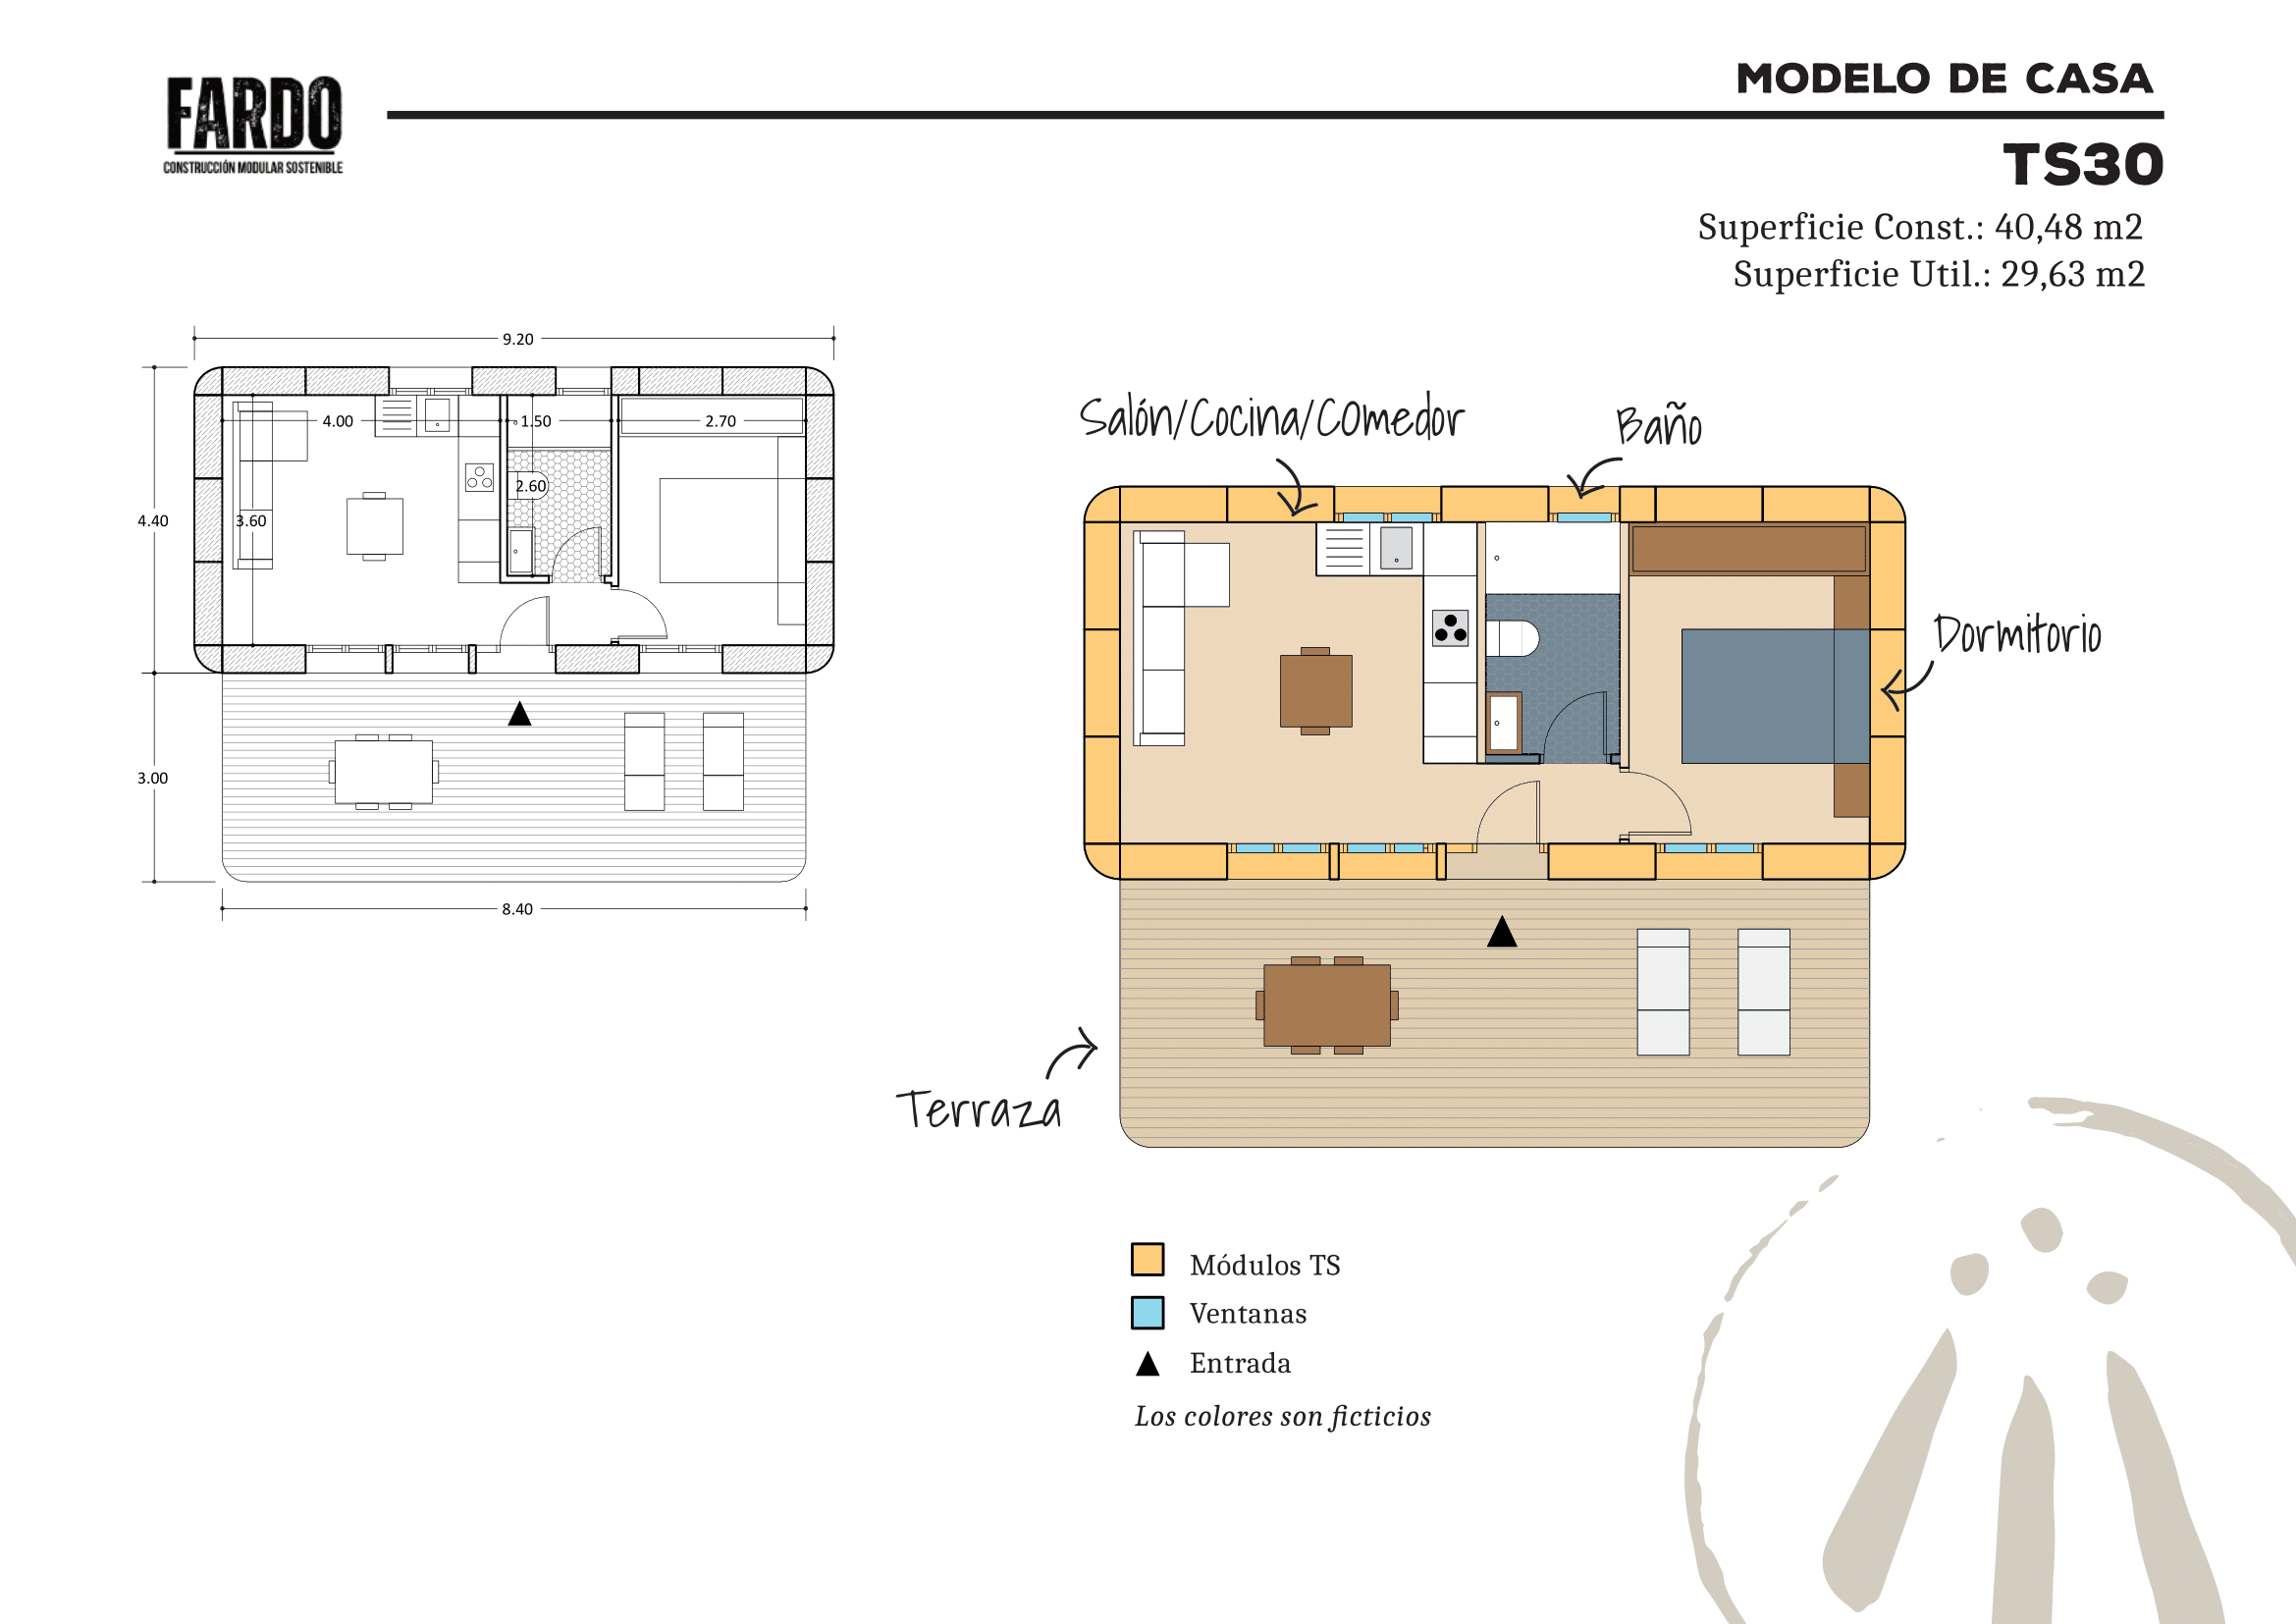 FARDO
CONSTRUCCIÓN MODULAR SOSTENIBLE
MODELO DE CASA
TS30
Superficie Const.: 40,48 m2
Superficie Util.: 29,63 m2
9.20
4.00
1.50
2.70
2.60
3.60
4.40
3.00
8.40
Salón/Cocina/COmedor
Baño
Dormitorio
Terraza
Módulos TS
Ventanas
Entrada
Los colores son ficticios